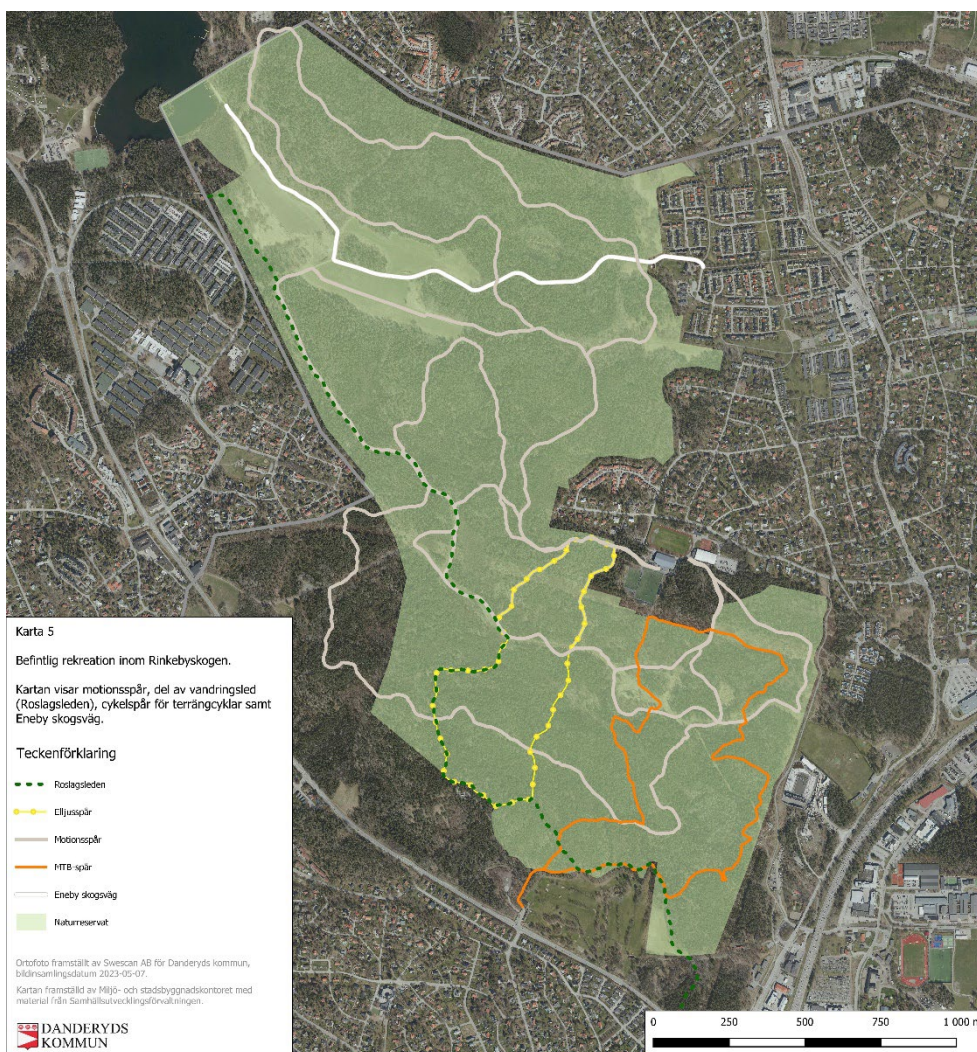 Karta 5
Befintlig rekreation inom Rinkebyskogen.
Kartan visar motionsspår, del av vandringsled
(Roslagsleden), cykelspår för terrängcyklar samt
Eneby skogsväg.
Teckenförklaring
Roslagsleden
Elljusspår
Motionsspår
MTB-spår
Eneby skogsväg
Naturreservat
Ortofoto framställt av Swescan AB för Danderyds kommun,
bildinsamlingsdatum 2023-05-07.
Kartan framställd av Miljö- och stadsbyggnadskontoret med
material från Samhällsutvecklingsförvaltningen.
DANDERYDS
KOMMUN
0 250 500 750 1 000 m